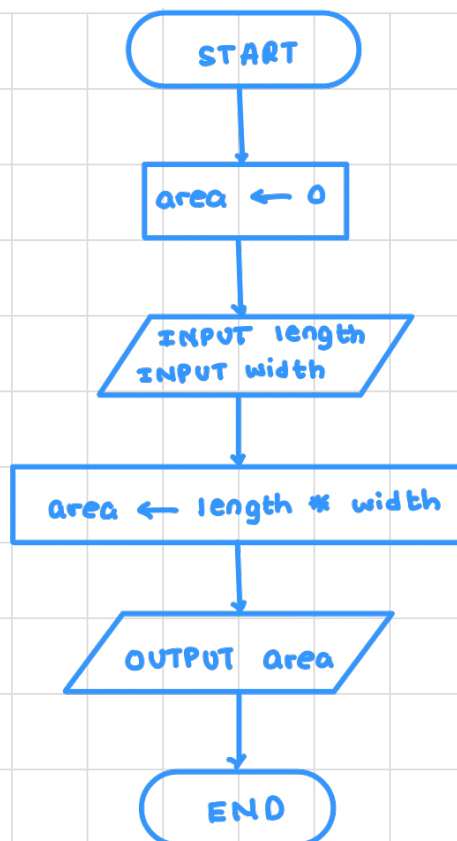 START
area ← 0
INPUT length
INPUT width
area ← length * width
OUTPUT area
END